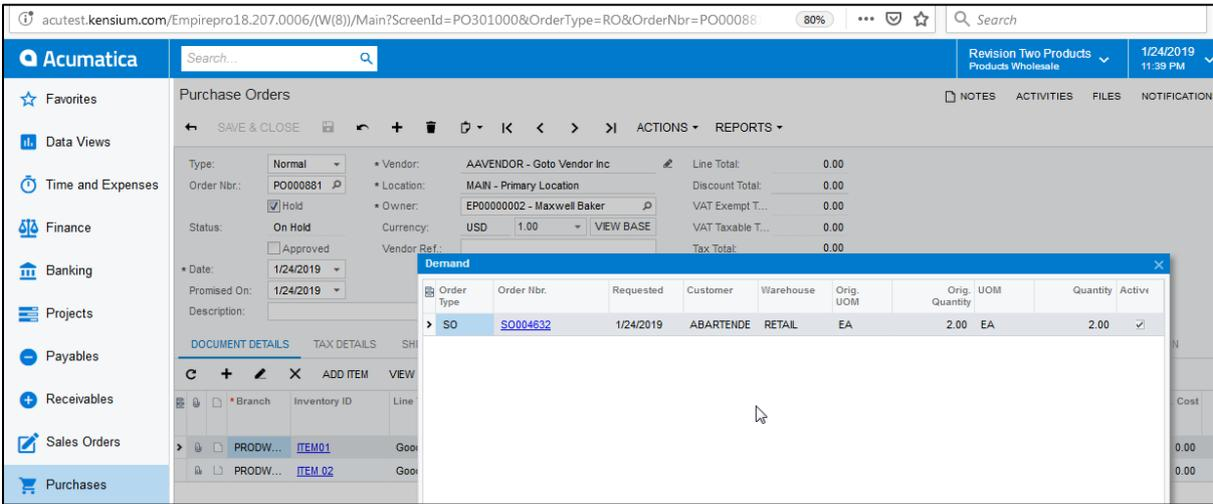 acutest.kensium.com/Empirepro18.207.0006/(W(8))/Main?ScreenId=PO301000&OrderType=RO&OrderNbr=PO00088 80% Search
Acumatica Search... Revision Two Products 1/24/2019
Products Wholesale 11:39 PM
Favorites Purchase Orders NOTES ACTIVITIES FILES NOTIFICATION
SAVE & CLOSE ACTIONS REPORTS
Data Views
Type: Normal * Vendor: AAVENDOR - Goto Vendor Inc Line Total: 0.00
Time and Expenses Order Nbr.: PO000881 * Location: MAIN - Primary Location Discount Total: 0.00
Hold * Owner: EP00000002 - Maxwell Baker VAT Exempt T... 0.00
Finance Status: On Hold Currency: USD 1.00 VIEW BASE VAT Taxable T... 0.00
Approved Vendor Ref.: Tax Total: 0.00
Banking * Date: 1/24/2019 Demand
Promised On: 1/24/2019 Order Type Order Nbr. Requested Customer Warehouse Orig. UOM Orig. Quantity UOM Quantity Active
Projects Description:
SO SO004632 1/24/2019 ABARTENDE RETAIL EA 2.00 EA 2.00
DOCUMENT DETAILS TAX DETAILS SH
Payables
ADD ITEM VIEW
Receivables * Branch Inventory ID Line Cost
Sales Orders PRODW... ITEM01 Goo 0.00
PRODW... ITEM 02 Goo 0.00
Purchases